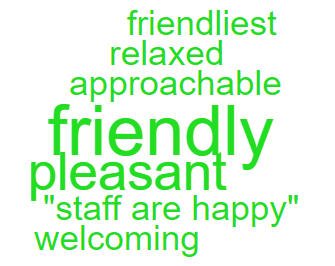 friendliest
relaxed
approachable
friendly
pleasant
"staff are happy"
welcoming